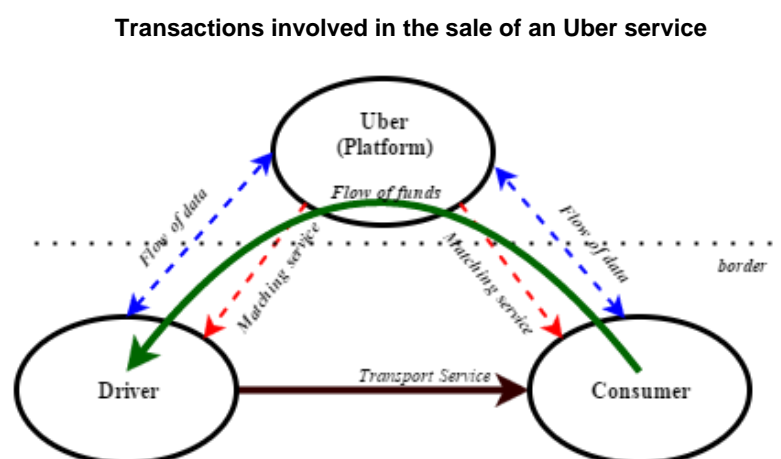 Transactions involved in the sale of an Uber service
Uber
(Platform)
Flow of funds
Flow of data
Matching service
Matching service
Flow of data
border
Driver
Transport Service
Consumer